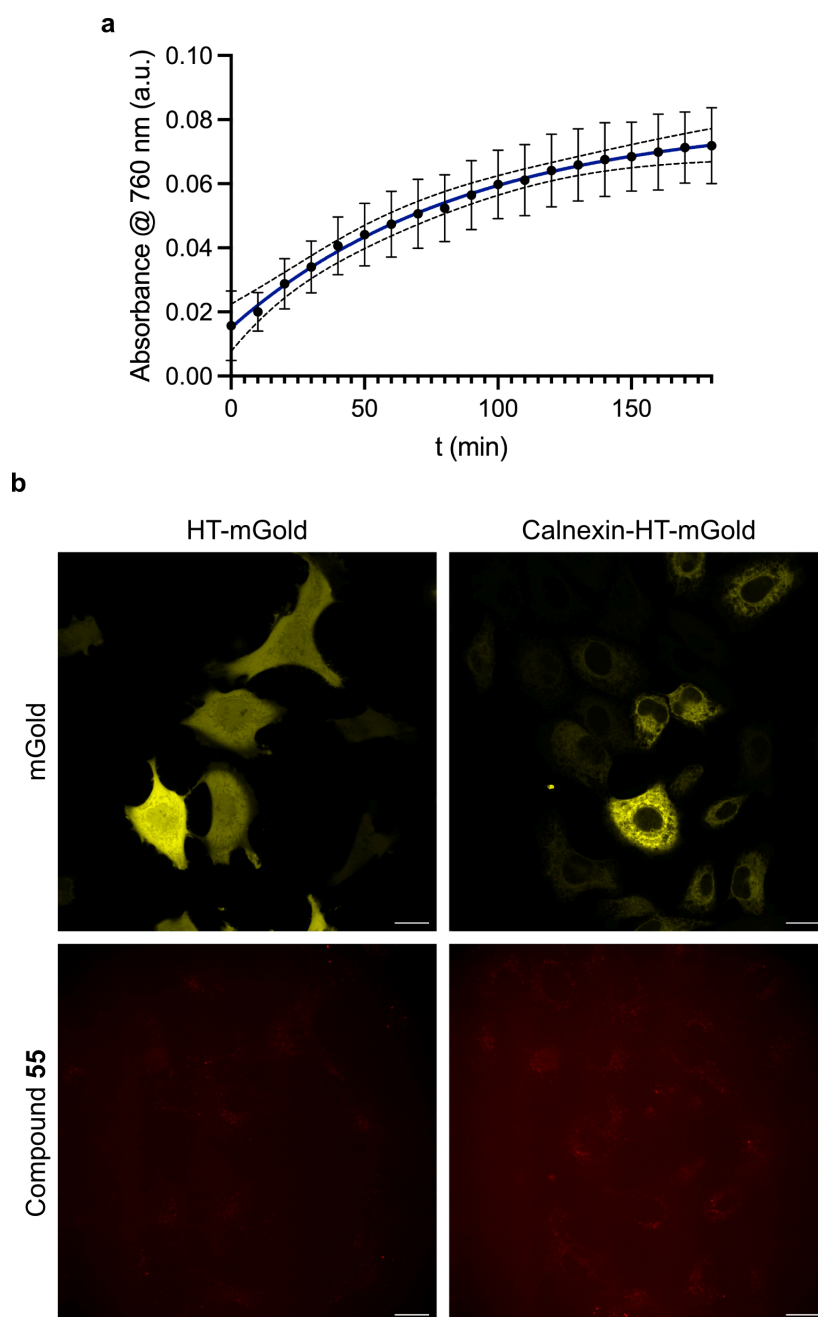 a
Absorbance @ 760 nm (a.u.)
0.10
0.08
0.06
0.04
0.02
0.00
0 50 100 150
t (min)
b
HT-mGold Calnexin-HT-mGold
mGold
Compound 55